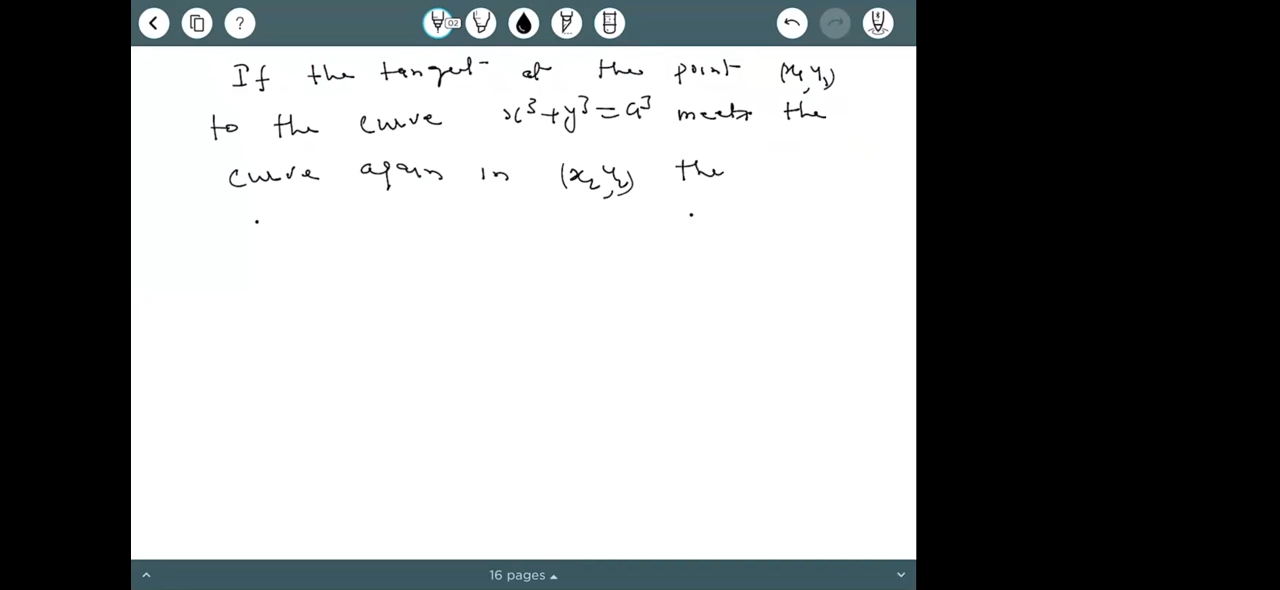 ?
02
If the tangent at the point (x₁, y₁)
to the curve x³+y³=a³ meets the
curve again in (x₂, y₂) the
16 pages